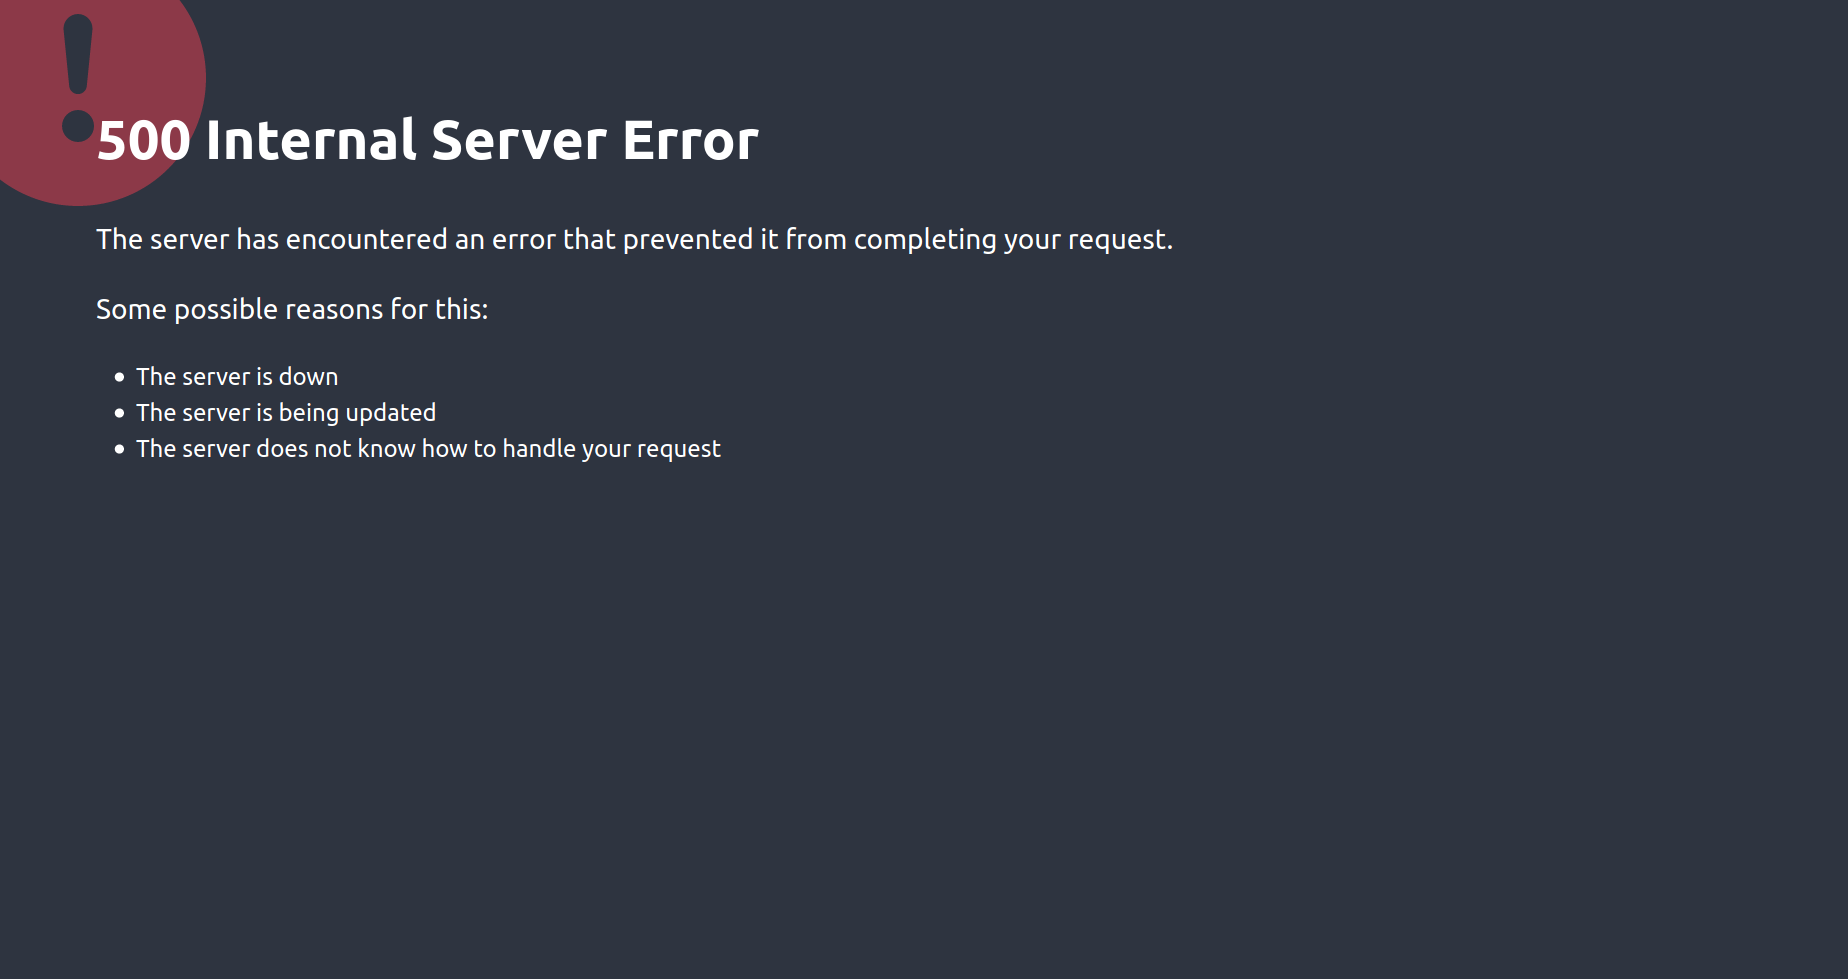 500 Internal Server Error
The server has encountered an error that prevented it from completing your request.
Some possible reasons for this:
The server is down
The server is being updated
The server does not know how to handle your request